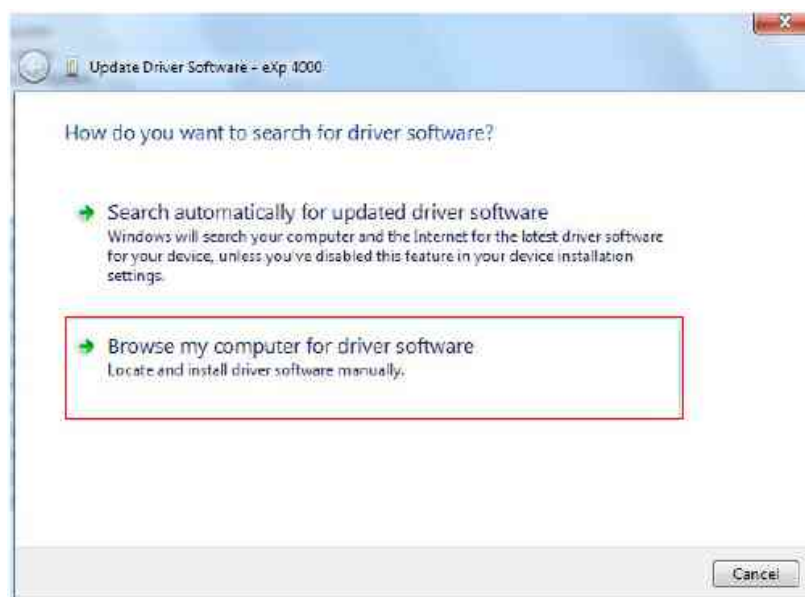 Update Driver Software - eXp 4000
How do you want to search for driver software?
Search automatically for updated driver software
Windows will search your computer and the Internet for the latest driver software
for your device, unless you've disabled this feature in your device installation
settings.
Browse my computer for driver software
Locate and install driver software manually.
Cancel